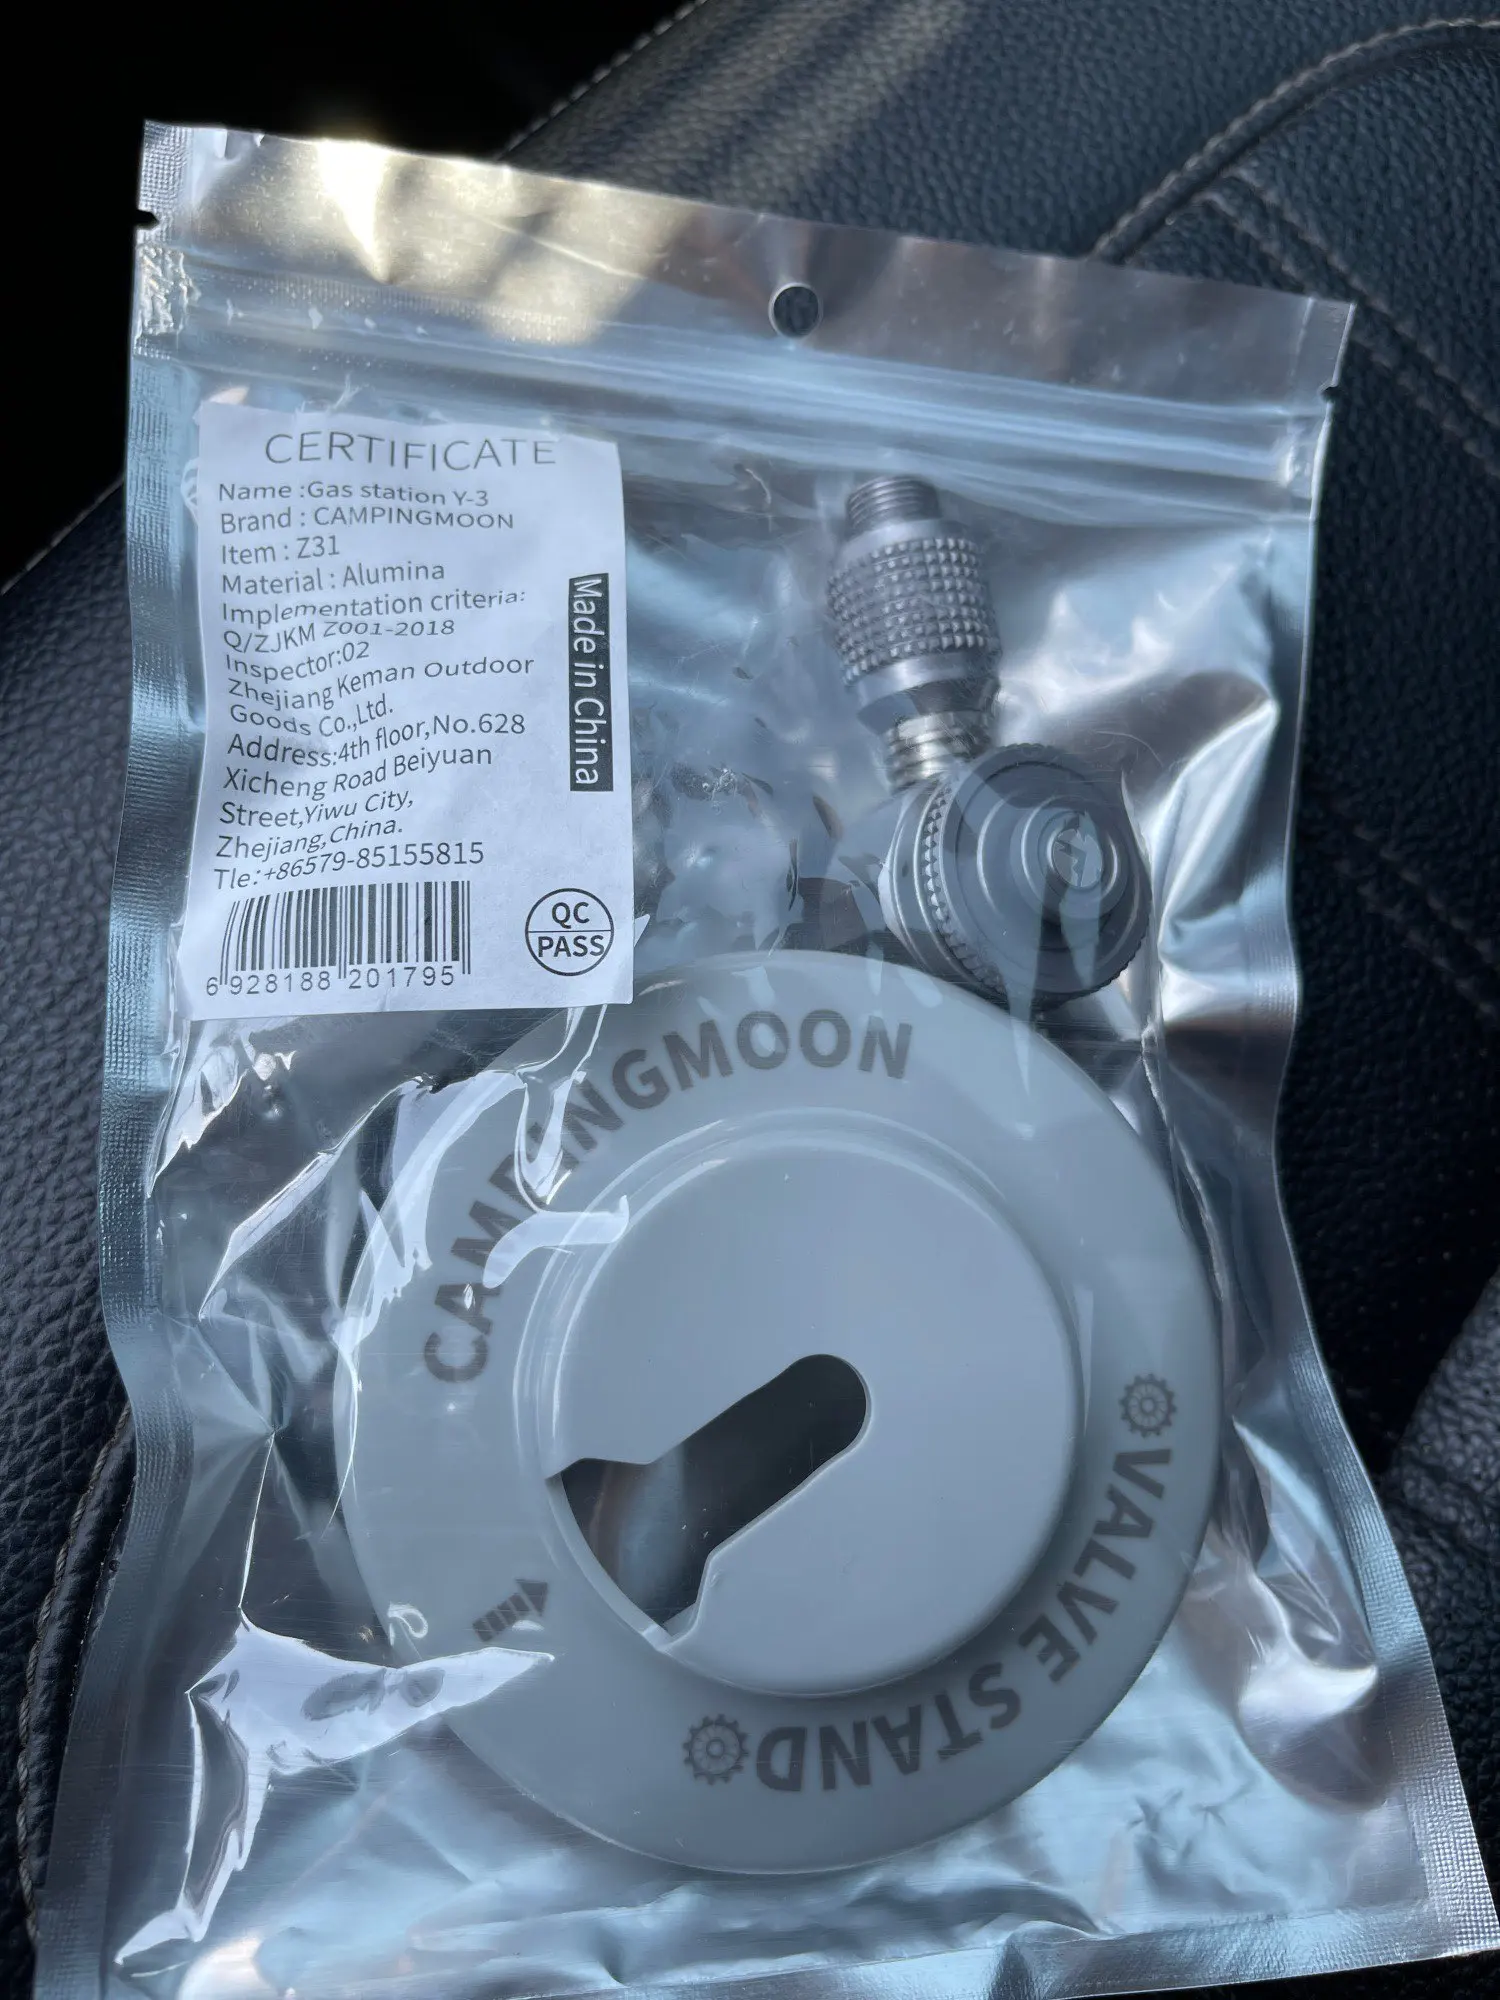 CERTIFICATE
Name :Gas station Y-3
Brand : CAMPINGMOON
Item : Z31
Material : Alumina
Implementation criteria:
Q/ZJKM Z001-2018
Inspector:02
Zhejiang Keman Outdoor
Goods Co.,Ltd.
Address:4th floor,No.628
Xicheng Road Beiyuan
Street,Yiwu City,
Zhejiang,China.
Tle:+86579-85155815
6 928188 201795
Made in China
QC
PASS
CAMPINGMOON
VALVE STAND